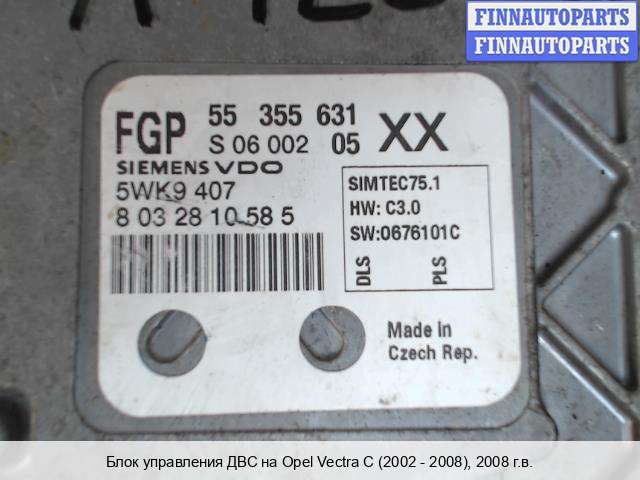 FINNAUTOPARTS
FINNAUTOPARTS
FGP 55 355 631 XX
S 06 002 05
SIEMENS VDO
5WK9 407
8 03 28 10 58 5
SIMTEC75.1
HW: C3.0
SW:0676101C
DLS PLS
Made in
Czech Rep.
Блок управления ДВС на Opel Vectra C (2002 - 2008), 2008 г.в.